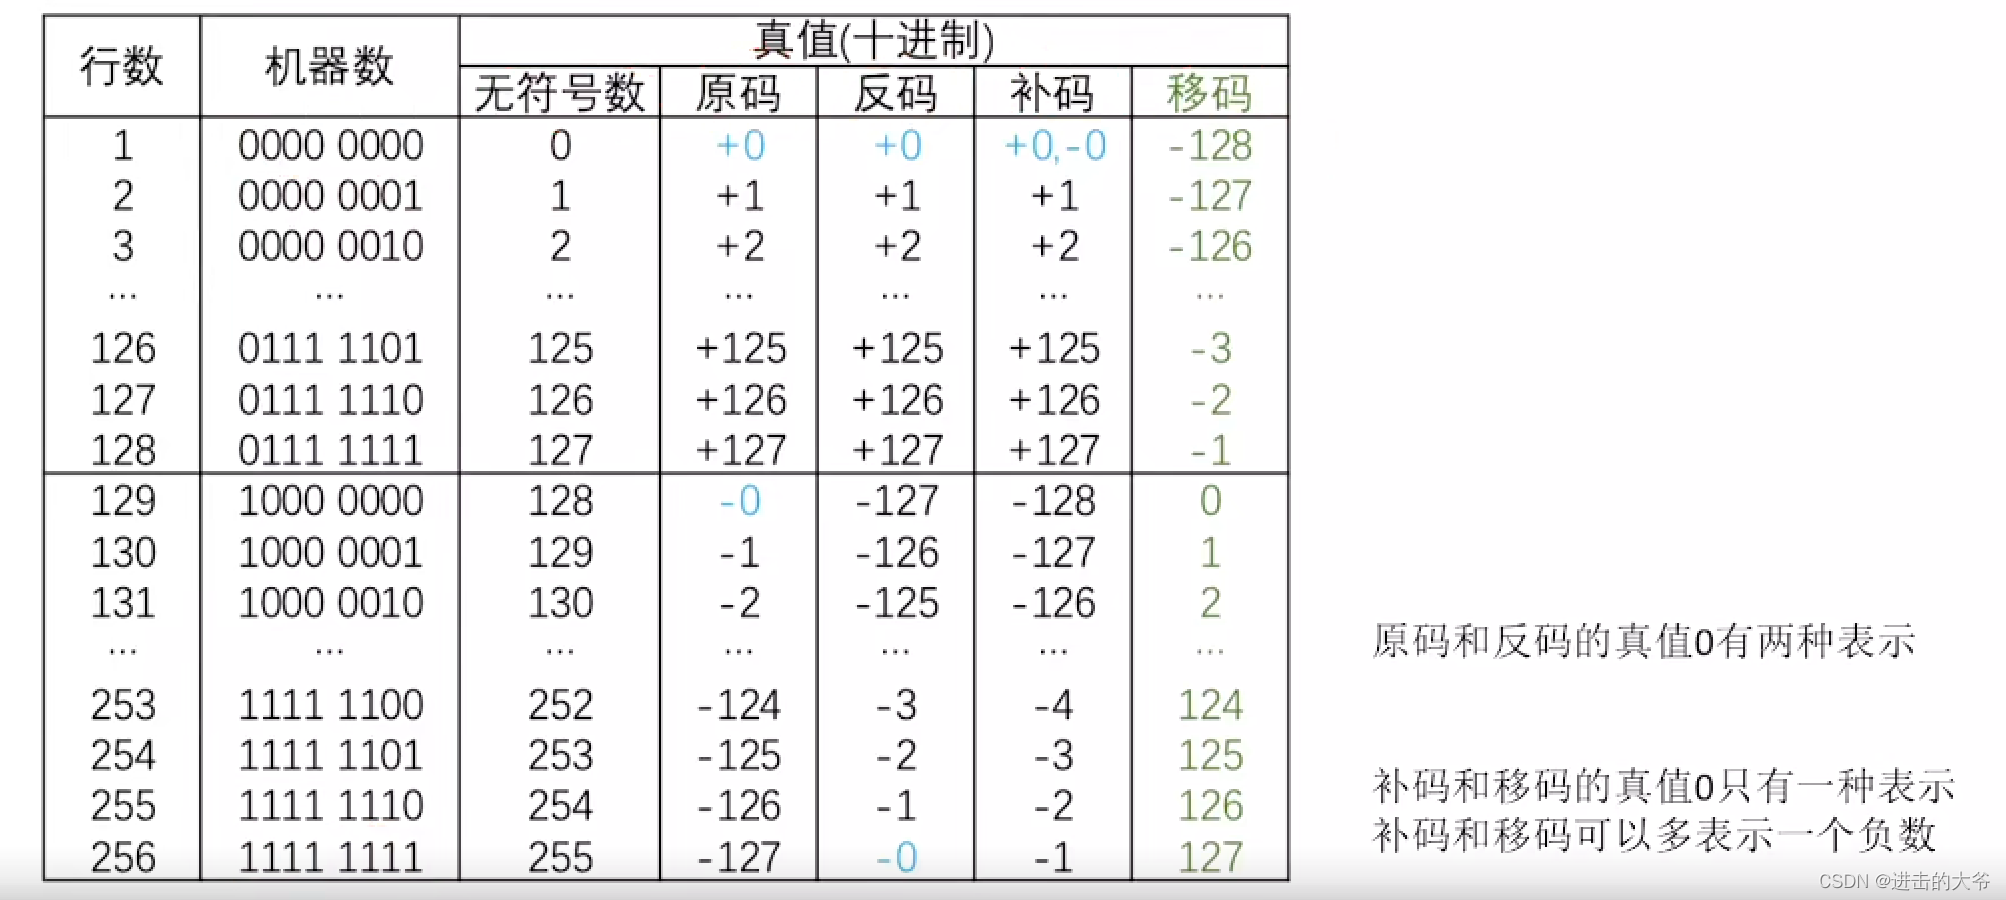 行数 机器数 真值(十进制)
无符号数 原码 反码 补码 移码
1 0000 0000 0 +0 +0 +0,-0 -128
2 0000 0001 1 +1 +1 +1 -127
3 0000 0010 2 +2 +2 +2 -126
... ... ... ... ... ... ...
126 0111 1101 125 +125 +125 +125 -3
127 0111 1110 126 +126 +126 +126 -2
128 0111 1111 127 +127 +127 +127 -1
129 1000 0000 128 -0 -127 -128 0
130 1000 0001 129 -1 -126 -127 1
131 1000 0010 130 -2 -125 -126 2
... ... ... ... ... ... ...
253 1111 1100 252 -124 -3 -4 124
254 1111 1101 253 -125 -2 -3 125
255 1111 1110 254 -126 -1 -2 126
256 1111 1111 255 -127 -0 -1 127
原码和反码的真值0有两种表示
补码和移码的真值0只有一种表示
补码和移码可以多表示一个负数
CSDN @进击的大爷